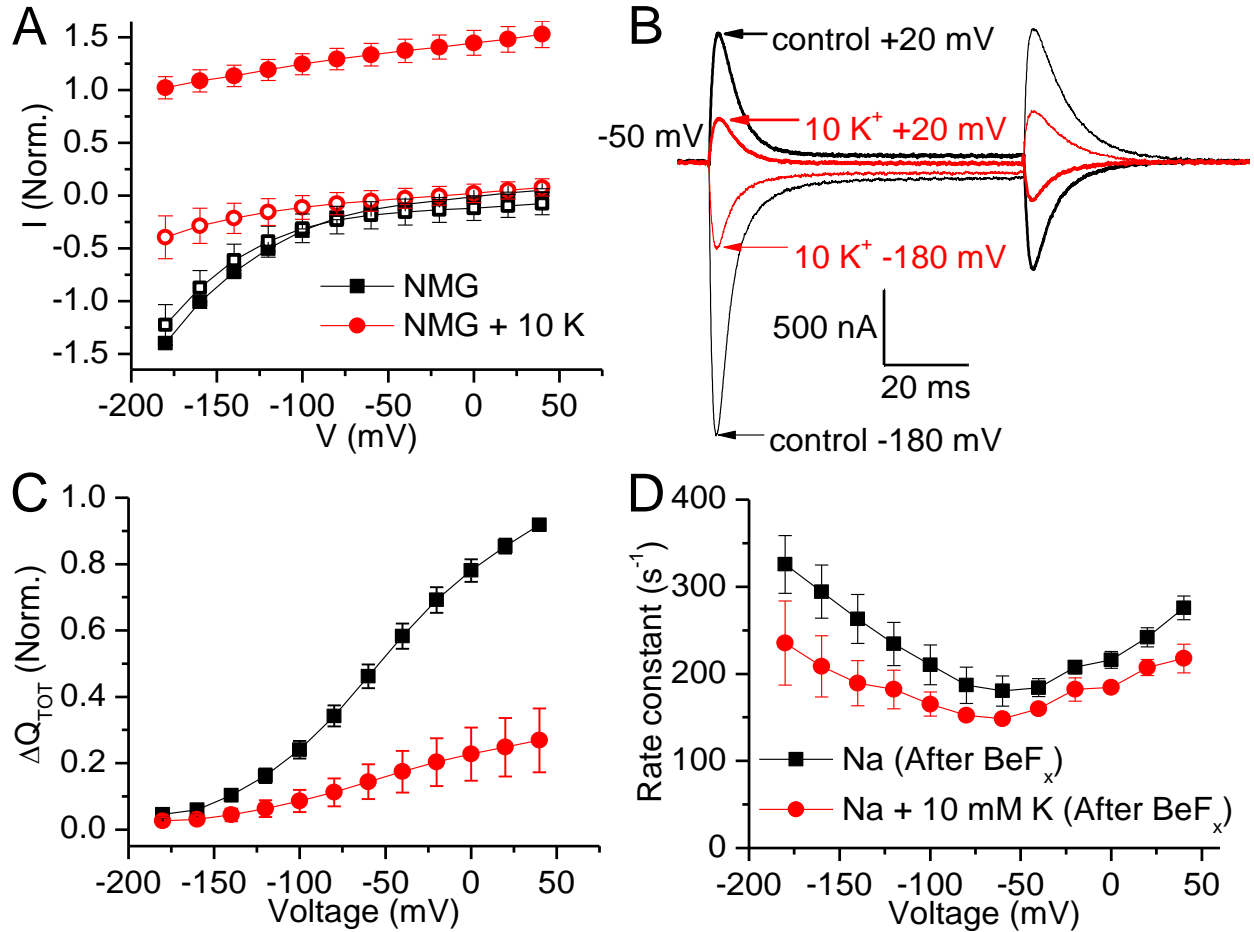 A
I (Norm.)
1.5
1.0
0.5
0.0
-0.5
-1.0
-1.5
NMG
NMG + 10 K
-200 -150 -100 -50 0 50
V (mV)
B
control +20 mV
-50 mV
10 K⁺ +20 mV
10 K⁺ -180 mV
500 nA
20 ms
control -180 mV
C
ΔQ_TOT (Norm.)
1.0
0.8
0.6
0.4
0.2
0.0
-200 -150 -100 -50 0 50
Voltage (mV)
D
Rate constant (s⁻¹)
400
300
200
100
0
Na (After BeFₓ)
Na + 10 mM K (After BeFₓ)
-200 -150 -100 -50 0 50
Voltage (mV)